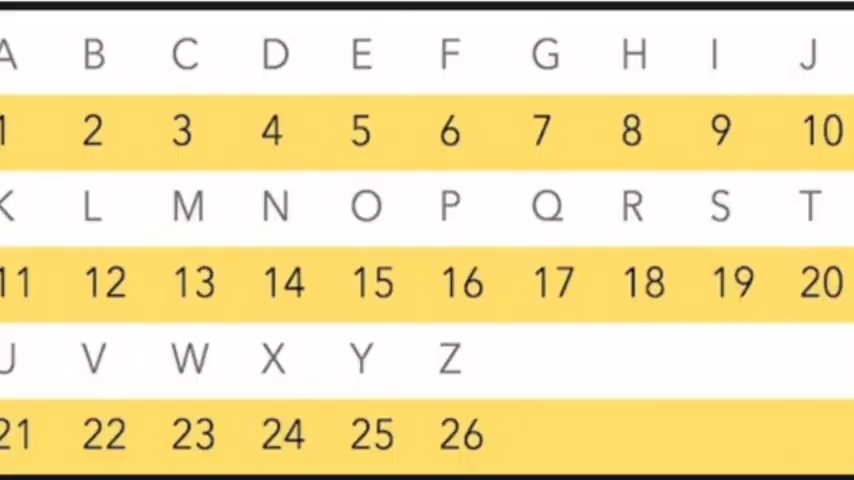 A B C D E F G H I J
1 2 3 4 5 6 7 8 9 10
K L M N O P Q R S T
11 12 13 14 15 16 17 18 19 20
U V W X Y Z
21 22 23 24 25 26